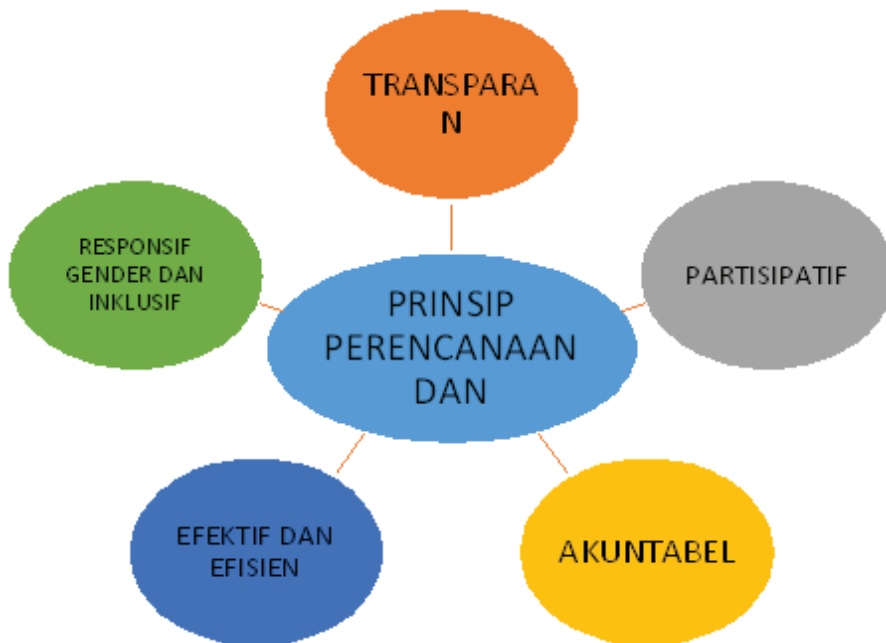 TRANSPARA
N
RESPONSIF
GENDER DAN
INKLUSIF
PARTISIPATIF
PRINSIP
PERENCANAAN
DAN
EFEKTIF DAN
EFISIEN
AKUNTABEL